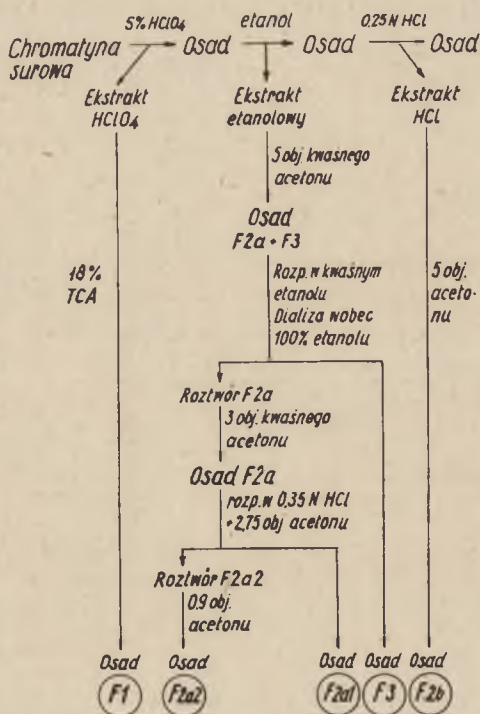 5% HClO4 etanol 0,25 N HCl
Chromatyna Osad Osad Osad
surowa
Ekstrakt Ekstrakt Ekstrakt
HClO4 etanolowy HCl
5 obj. kwaśnego
acetonu
Osad
F2a + F3
18%
TCA
Rozp. w kwaśnym
etanolu
Dializa wobec
100% etanolu
5 obj.
aceto-
nu
Roztwór F2a
3 obj. kwaśnego
acetonu
Osad F2a
rozp. w 0,35 N HCl
+ 2,75 obj. acetonu
Roztwór F2a2
0,9 obj.
acetonu
Osad Osad Osad Osad Osad
F1 F2a2 F2a1 F3 F2b